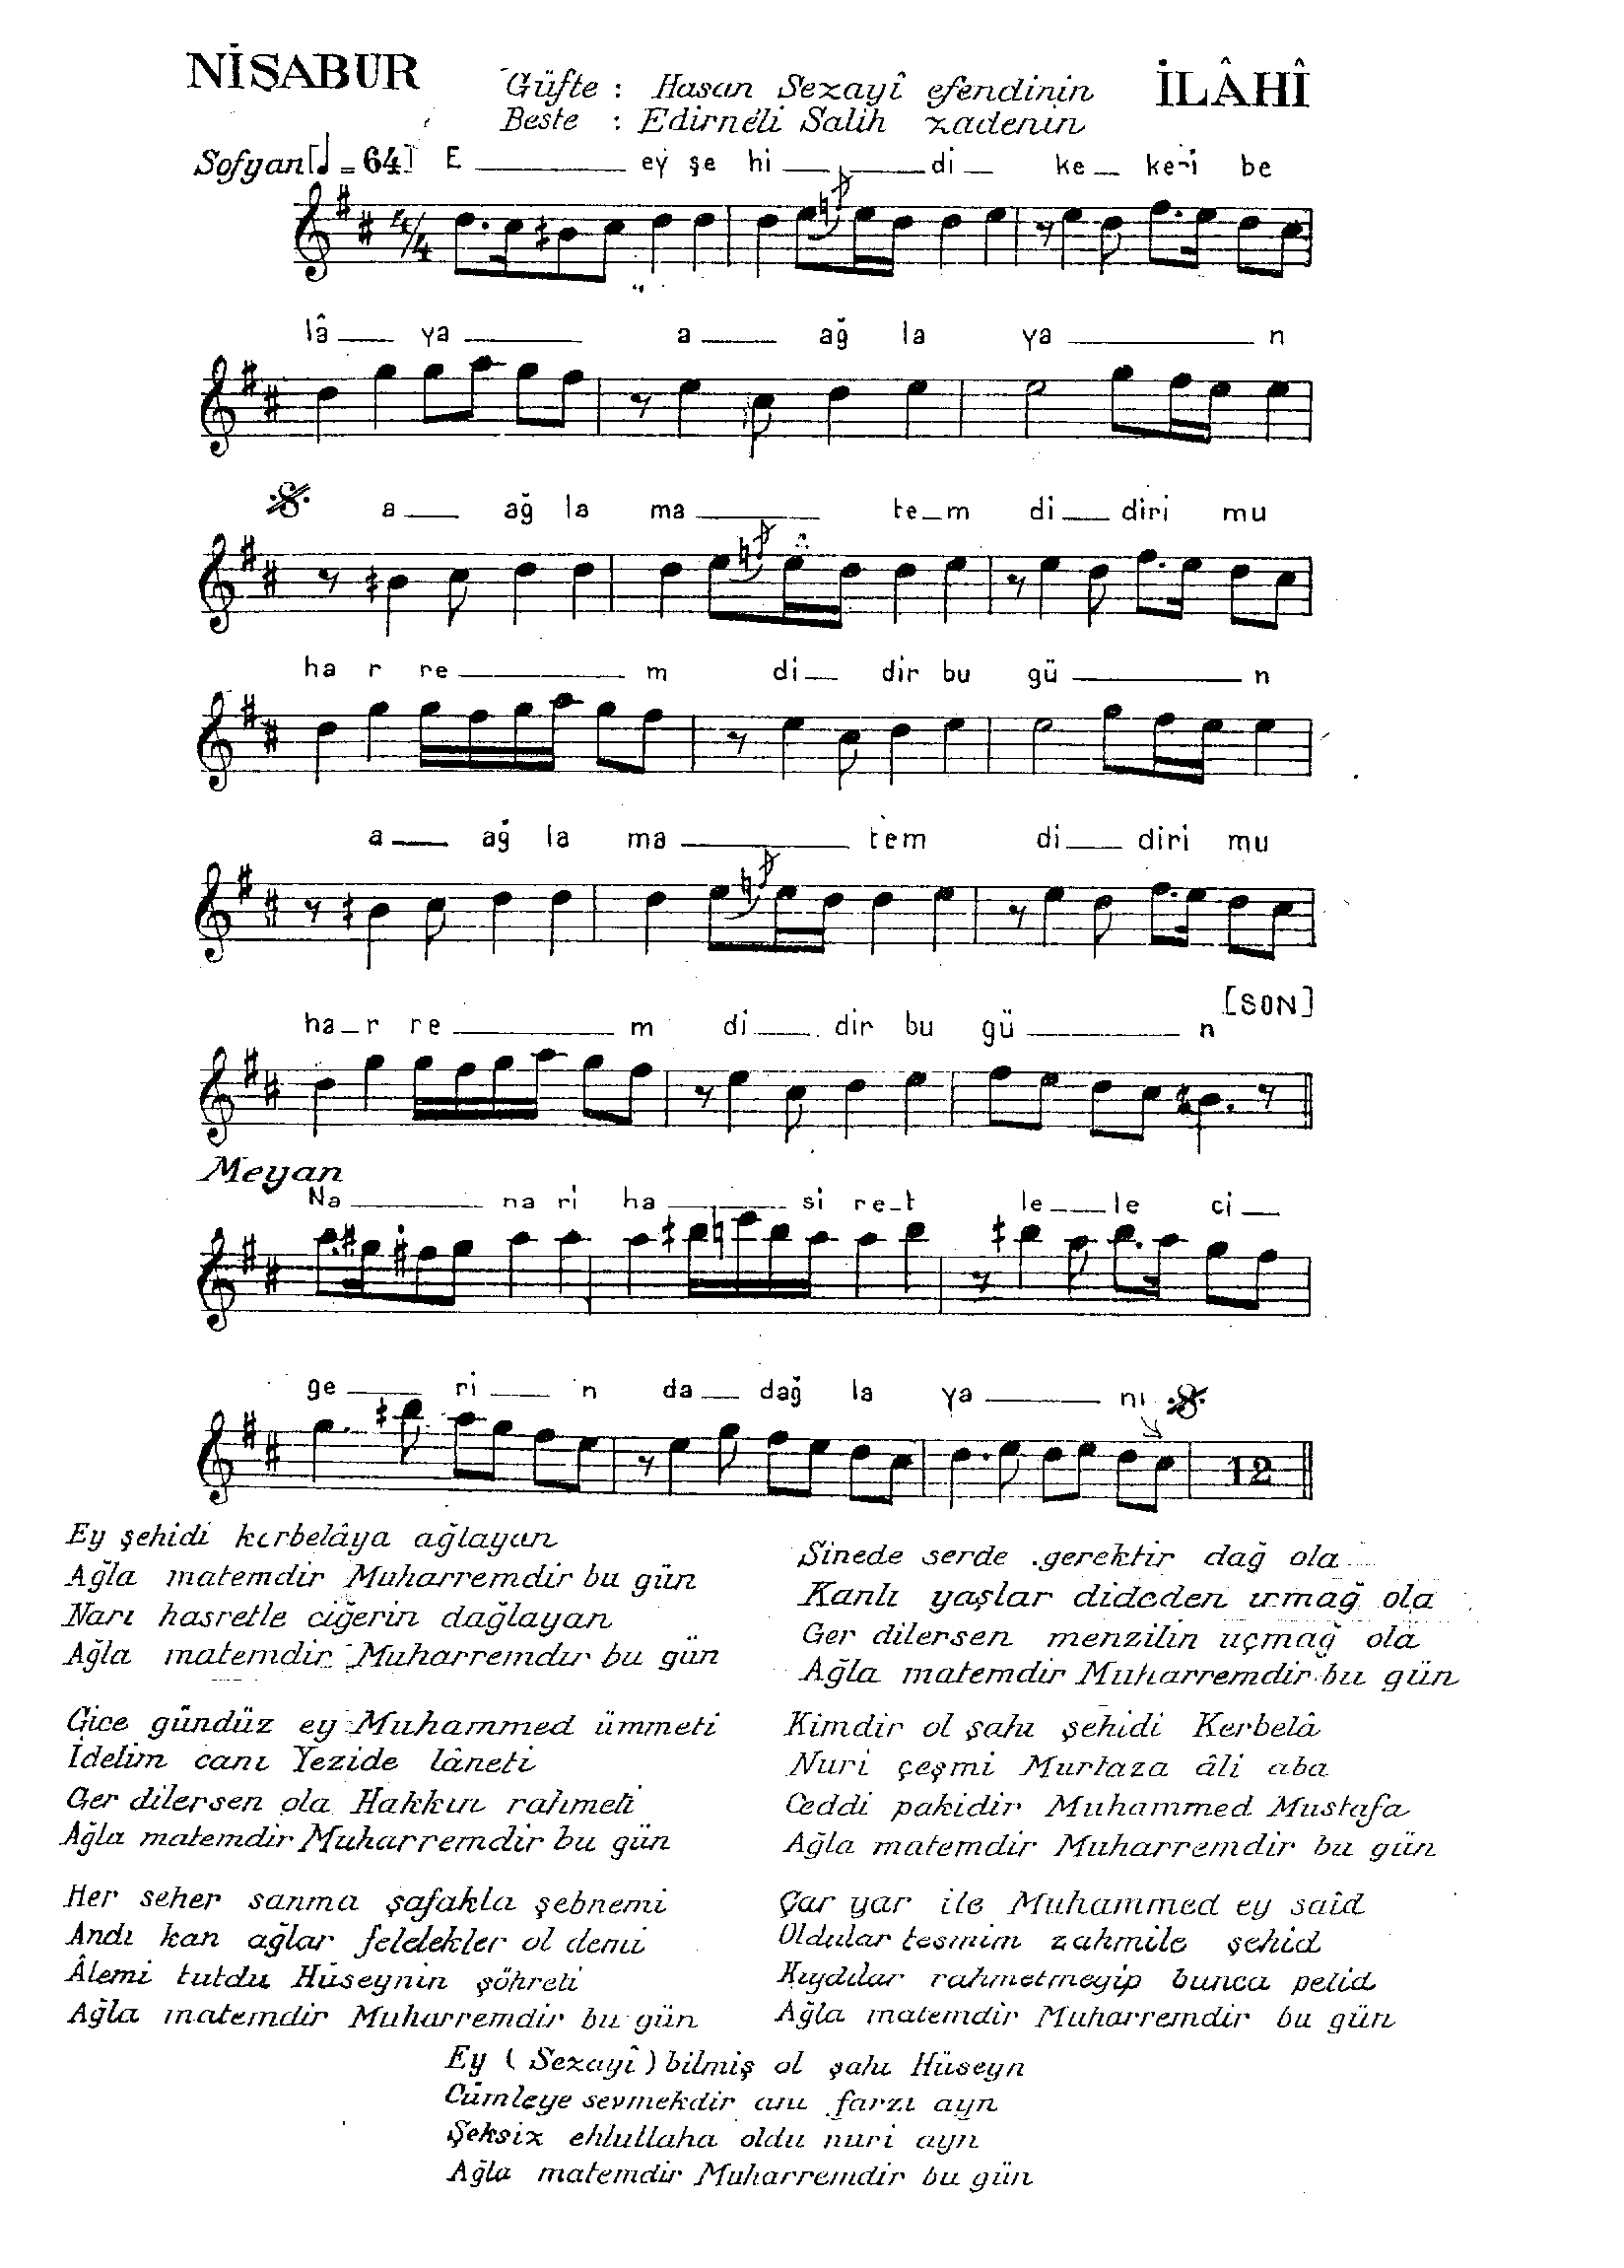 NİŞABUR
Güfte : Hasan Sezayî efendinin
İLÂHÎ
Beste : Edirneli Salih zadenin
Sofyan [♩=64]
E ey şe hi di ke keri be
4/4
lâ ya a ağ la ya n
a ağ la ma te m di diri mu
ha r re m di dir bu gü n
a ağ la ma tem di diri mu
[SON]
ha r re m di dir bu gü n
Meyan
Na na ri ha si re t le le ci
ge ri n da dağ la ya nı
12
Ey şehidi kerbelâya ağlayan
Ağla matemdir Muharremdir bu gün
Narı hasretle ciğerin dağlayan
Ağla matemdir Muharremdir bu gün
Gice gündüz ey Muhammed ümmeti
İdelim canı Yezide lâneti
Ger dilersen ola Hakkın rahmeti
Ağla matemdir Muharremdir bu gün
Her seher sanma şafakla şebnemi
Andı kan ağlar felelekler ol demi
Âlemi tutdu Hüseynin şöhreti
Ağla matemdir Muharremdir bu gün
Sinede serde gerektir dağ ola
Kanlı yaşlar dideden ırmağ ola
Ger dilersen menzilin uçmağ ola
Ağla matemdir Muharremdir bu gün
Kimdir ol şahı şehidi Kerbelâ
Nuri çeşmi Murtaza âli aba
Ceddi pakidir Muhammed Mustafa
Ağla matemdir Muharremdir bu gün
Çar yar ile Muhammed ey saîd
Oldular tesmim zahmile şehid
Kıydılar rahmetmeyip bunca pelid
Ağla matemdir Muharremdir bu gün
Ey (Sezayî) bilmiş ol şahı Hüseyn
Cümleye sevmekdir anı farzı ayn
Şeksiz ehlullaha oldu nuri ayn
Ağla matemdir Muharremdir bu gün